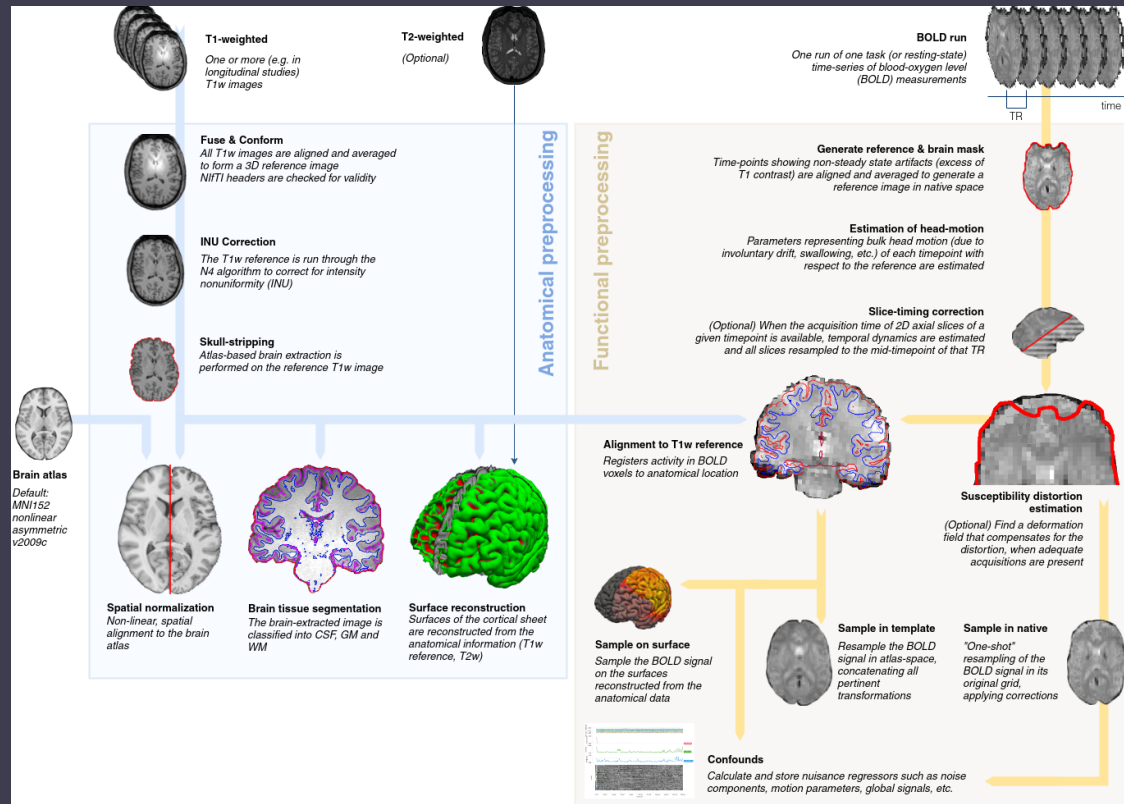 T1-weighted
One or more (e.g. in
longitudinal studies)
T1w images
T2-weighted
(Optional)
BOLD run
One run of one task (or resting-state)
time-series of blood-oxygen level
(BOLD) measurements
TR
time
Anatomical preprocessing
Fuse & Conform
All T1w images are aligned and averaged
to form a 3D reference image
NIfTI headers are checked for validity
INU Correction
The T1w reference is run through the
N4 algorithm to correct for intensity
nonuniformity (INU)
Skull-stripping
Atlas-based brain extraction is
performed on the reference T1w image
Brain atlas
Default:
MNI152
nonlinear
asymmetric
v2009c
Spatial normalization
Non-linear, spatial
alignment to the brain
atlas
Brain tissue segmentation
The brain-extracted image is
classified into CSF, GM and
WM
Surface reconstruction
Surfaces of the cortical sheet
are reconstructed from the
anatomical information (T1w
reference, T2w)
Functional preprocessing
Generate reference & brain mask
Time-points showing non-steady state artifacts (excess of
T1 contrast) are aligned and averaged to generate a
reference image in native space
Estimation of head-motion
Parameters representing bulk head motion (due to
involuntary drift, swallowing, etc.) of each timepoint with
respect to the reference are estimated
Slice-timing correction
(Optional) When the acquisition time of 2D axial slices of a
given timepoint is available, temporal dynamics are estimated
and all slices resampled to the mid-timepoint of that TR
Alignment to T1w reference
Registers activity in BOLD
voxels to anatomical location
Susceptibility distortion
estimation
(Optional) Find a deformation
field that compensates for the
distortion, when adequate
acquisitions are present
Sample on surface
Sample the BOLD signal
on the surfaces
reconstructed from the
anatomical data
Sample in template
Resample the BOLD
signal in atlas-space,
concatenating all
pertinent
transformations
Sample in native
"One-shot"
resampling of the
BOLD signal in its
original grid,
applying corrections
Confounds
Calculate and store nuisance regressors such as noise
components, motion parameters, global signals, etc.